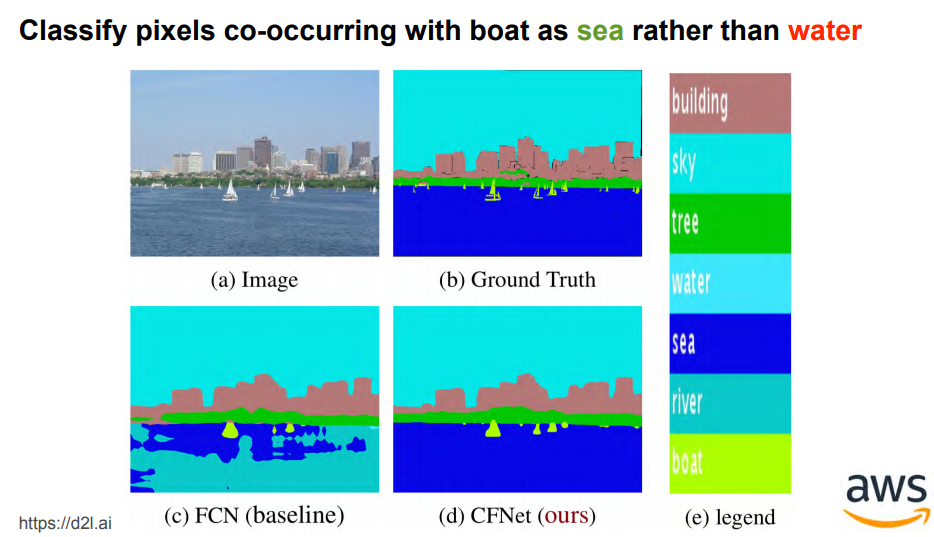 Classify pixels co-occurring with boat as sea rather than water
(a) Image
(b) Ground Truth
building
sky
tree
water
sea
river
boat
(c) FCN (baseline)
(d) CFNet (ours)
(e) legend
https://d2l.ai
aws